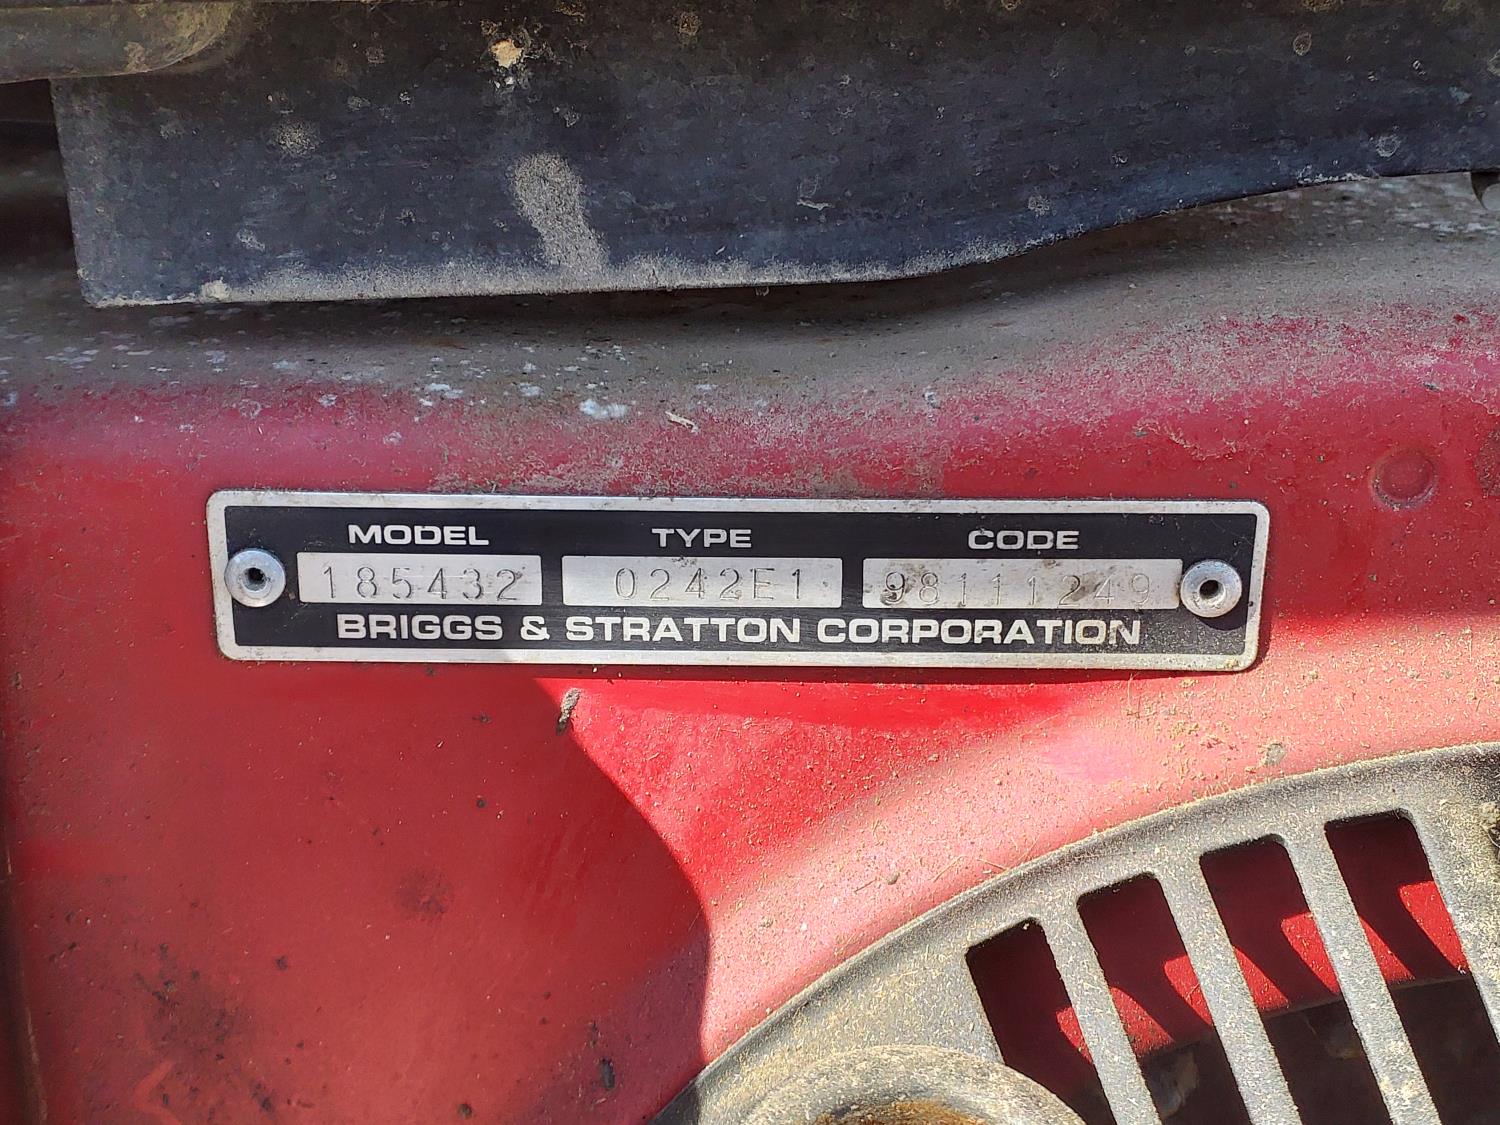 MODEL TYPE CODE
185432 0242E1 98111249
BRIGGS & STRATTON CORPORATION